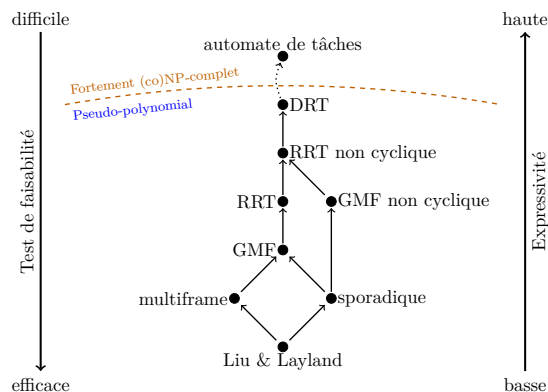 difficile
haute
automate de tâches
Fortement (co)NP-complet
Pseudo-polynomial
DRT
RRT non cyclique
RRT
GMF non cyclique
GMF
multiframe
sporadique
Liu & Layland
Test de faisabilité
Expressivité
efficace
basse